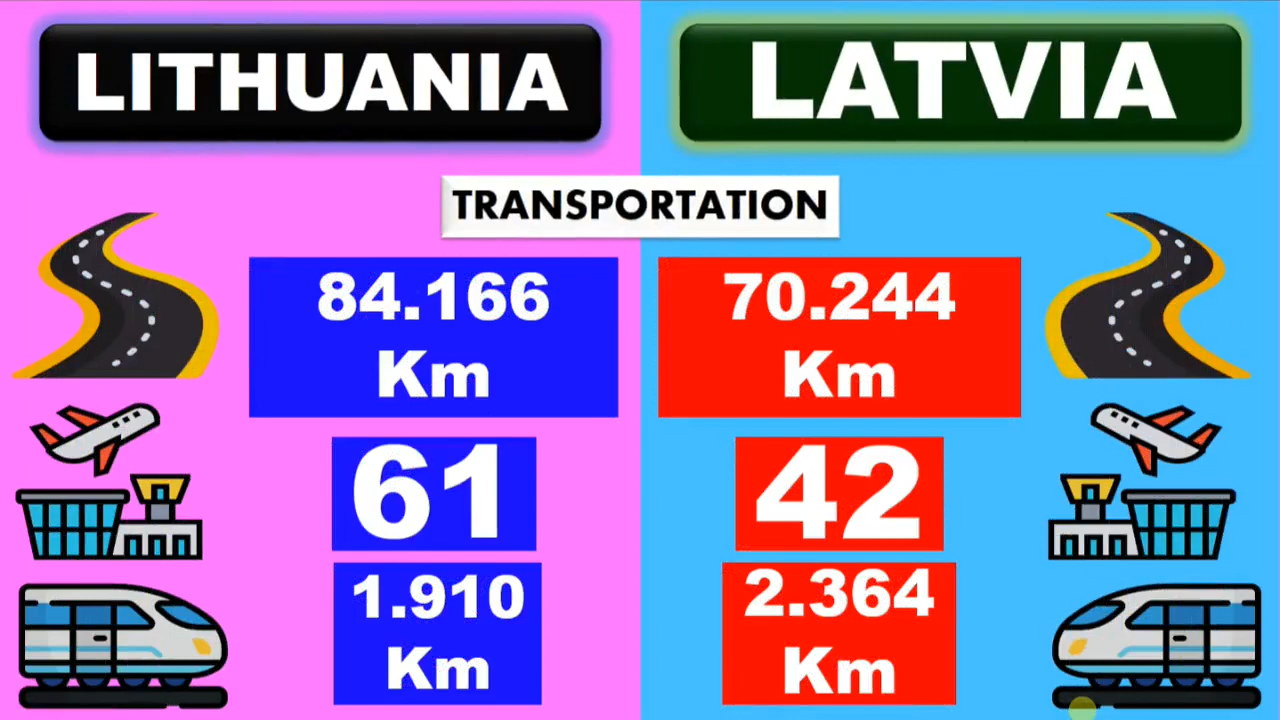 LITHUANIA
LATVIA
TRANSPORTATION
84.166
Km
70.244
Km
61
42
1.910
Km
2.364
Km